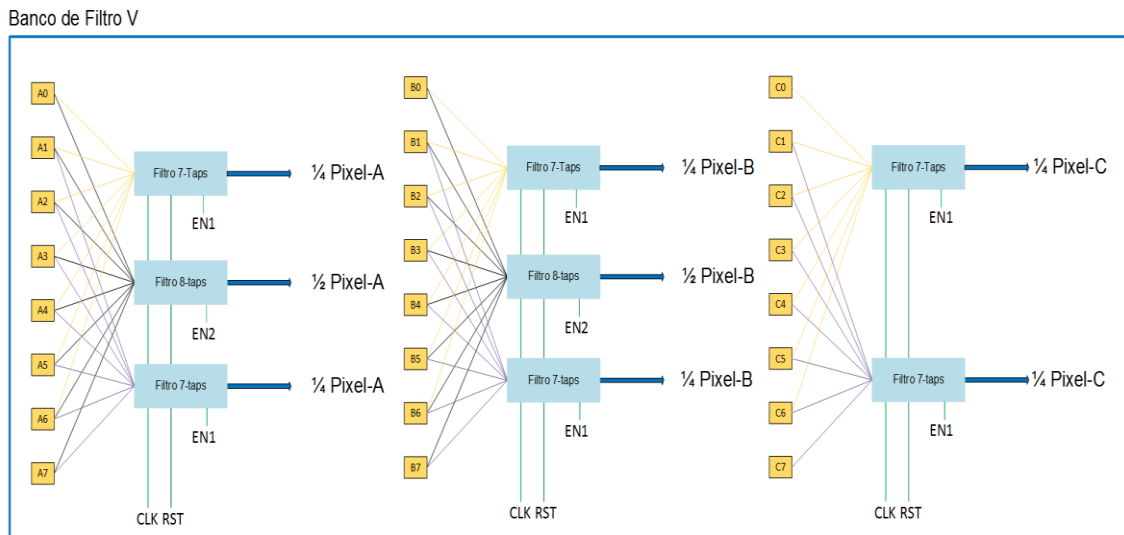 Banco de Filtro V
A0
A1
A2
A3
A4
A5
A6
A7
Filtro 7-Taps
¼ Pixel-A
EN1
Filtro 8-taps
½ Pixel-A
EN2
Filtro 7-taps
¼ Pixel-A
EN1
CLK RST
B0
B1
B2
B3
B4
B5
B6
B7
Filtro 7-Taps
¼ Pixel-B
EN1
Filtro 8-taps
½ Pixel-B
EN2
Filtro 7-taps
¼ Pixel-B
EN1
CLK RST
C0
C1
C2
C3
C4
C5
C6
C7
Filtro 7-Taps
¼ Pixel-C
EN1
Filtro 7-taps
¼ Pixel-C
EN1
CLK RST